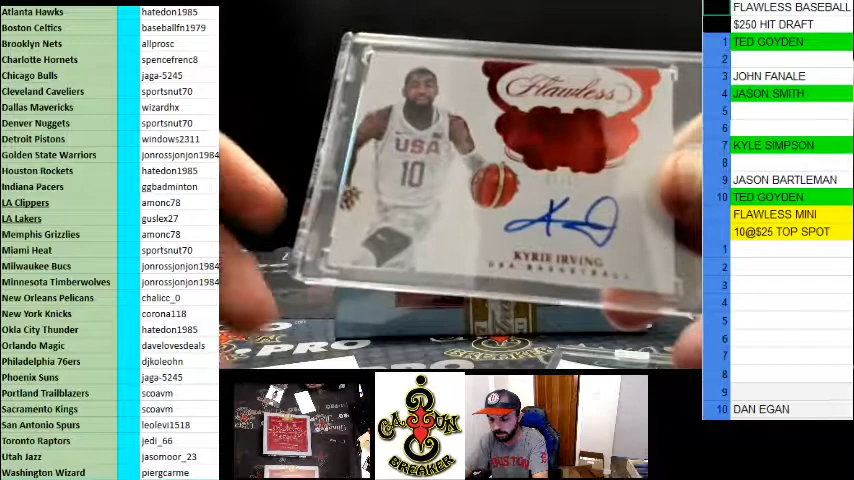 Atlanta Hawks hatedon1985
Boston Celtics baseballfn1979
Brooklyn Nets allprosc
Charlotte Hornets spencefrenc8
Chicago Bulls jaga-5245
Cleveland Cavaliers sportsnut70
Dallas Mavericks wizardhx
Denver Nuggets sportsnut70
Detroit Pistons windows2311
Golden State Warriors jonrossjonjon1984
Houston Rockets hatedon1985
Indiana Pacers ggbadminton
LA Clippers amonc78
LA Lakers guslex27
Memphis Grizzlies amonc78
Miami Heat sportsnut70
Milwaukee Bucs jonrossjonjon1984
Minnesota Timberwolves jonrossjonjon1984
New Orleans Pelicans chalicc_0
New York Knicks corona118
Okla City Thunder hatedon1985
Orlando Magic davelovesdeals
Philadelphia 76ers djkoleohn
Phoenix Suns jaga-5245
Portland Trailblazers scoavm
Sacramento Kings scoavm
San Antonio Spurs leolevi1518
Toronto Raptors jedi_66
Utah Jazz jasomoor_23
Washington Wizard piergcarme
Flawless
USA
10
KYRIE IRVING
USA BASKETBALL
.PRO
CAJUN
BREAKER
BOSTON
FLAWLESS BASEBALL
$250 HIT DRAFT
1 TED GOYDEN
2
3 JOHN FANALE
4 JASON SMITH
5
6
7 KYLE SIMPSON
8
9 JASON BARTLEMAN
10 TED GOYDEN
FLAWLESS MINI
10@$25 TOP SPOT
1
2
3
4
5
6
7
8
9
10 DAN EGAN